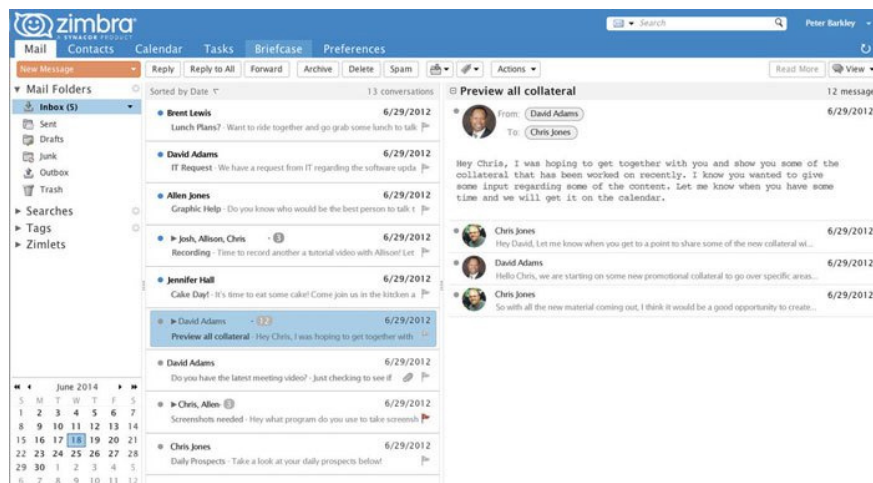 zimbra
A SYNACOR PRODUCT
Search
Peter Barkley
Mail Contacts Calendar Tasks Briefcase Preferences
New Message
Reply Reply to All Forward Archive Delete Spam Actions Read More View
Mail Folders
Inbox (5)
Sent
Drafts
Junk
Outbox
Trash
Searches
Tags
Zimlets
June 2014
S M T W T F S
1 2 3 4 5 6 7
8 9 10 11 12 13 14
15 16 17 18 19 20 21
22 23 24 25 26 27 28
29 30 1 2 3 4 5
6 7 8 9 10 11 12
Sorted by Date 13 conversations
Brent Lewis 6/29/2012
Lunch Plans? - Want to ride together and go grab some lunch to talk
David Adams 6/29/2012
IT Request - We have a request from IT regarding the software upda
Allen Jones 6/29/2012
Graphic Help - Do you know who would be the best person to talk t
Josh, Allison, Chris - 3 6/29/2012
Recording - Time to record another a tutorial video with Allison! Let
Jennifer Hall 6/29/2012
Cake Day! - It's time to eat some cake! Come join us in the kitchen a
David Adams - 12 6/29/2012
Preview all collateral - Hey Chris, I was hoping to get together with
David Adams 6/29/2012
Do you have the latest meeting video? - Just checking to see if
Chris, Allen- 3 6/29/2012
Screenshots needed - Hey what program do you use to take screensh
Chris Jones 6/29/2012
Daily Prospects - Take a look at your daily prospects below!
Preview all collateral 12 message
From: David Adams 6/29/2012
To: Chris Jones
Hey Chris, I was hoping to get together with you and show you some of the
collateral that has been worked on recently. I know you wanted to give
some input regarding some of the content. Let me know when you have some
time and we will get it on the calendar.
Chris Jones 6/29/2012
Hey David, Let me know when you get to a point to share some of the new collateral wi...
David Adams 6/29/2012
Hello Chris, we are starting on some new promotional collateral to go over specific areas...
Chris Jones 6/29/2012
So with all the new material coming out, I think it would be a good opportunity to create...